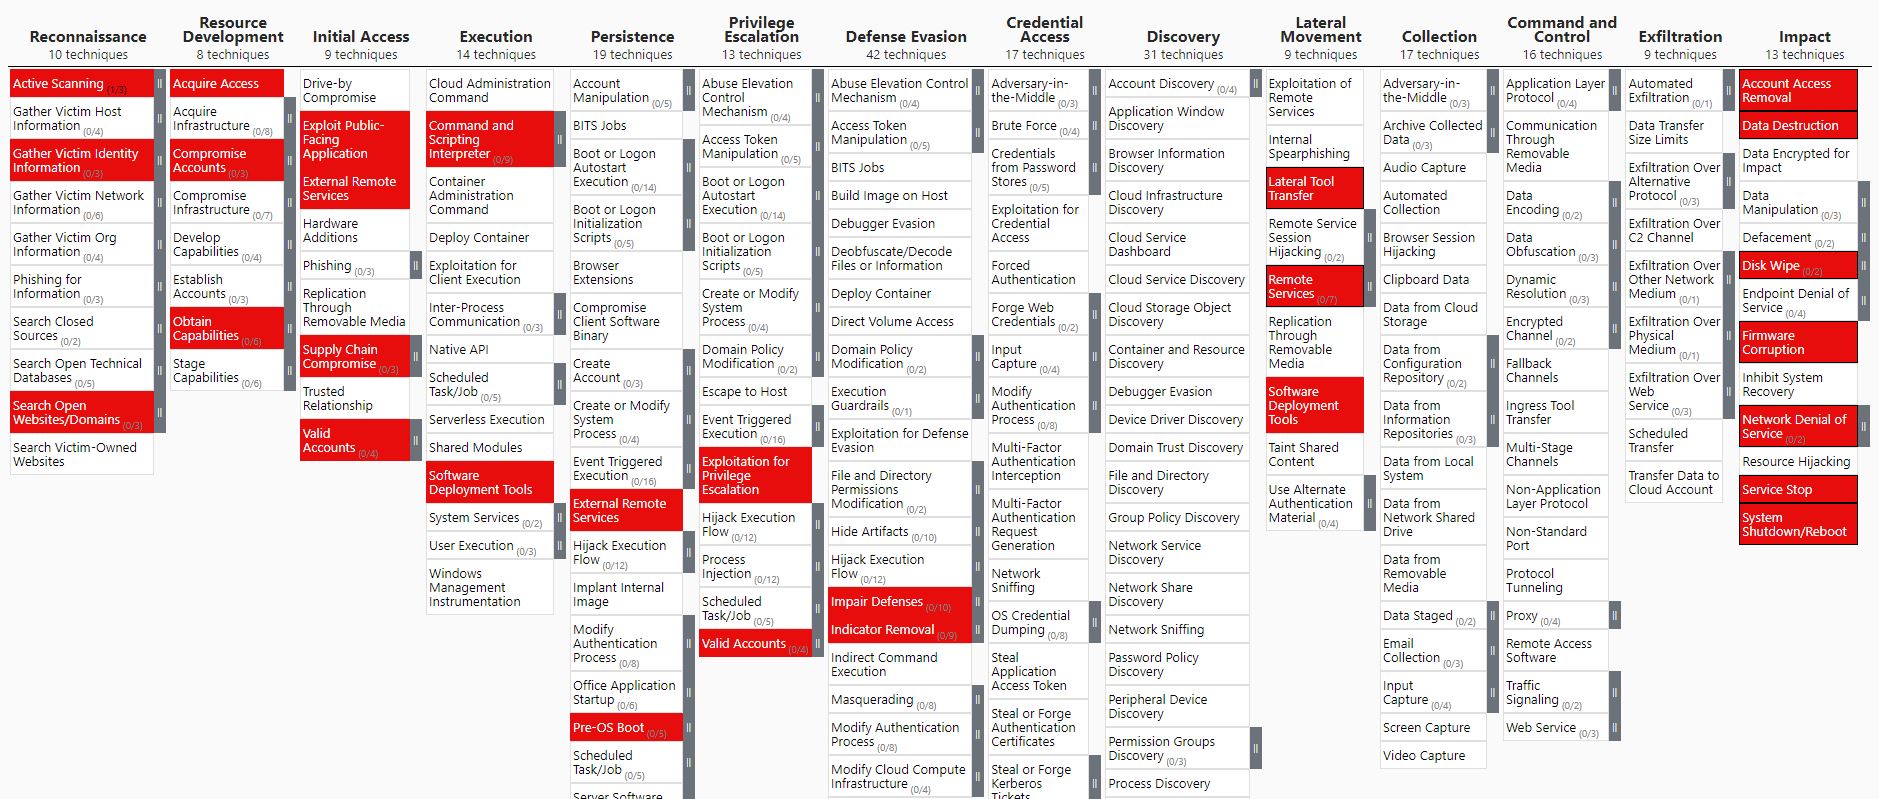 Reconnaissance
10 techniques
Active Scanning (1/3)
Gather Victim Host
Information (0/4)
Gather Victim Identity
Information (0/3)
Gather Victim Network
Information (0/6)
Gather Victim Org
Information (0/4)
Phishing for
Information (0/3)
Search Closed
Sources (0/2)
Search Open Technical
Databases (0/5)
Search Open
Websites/Domains (0/3)
Search Victim-Owned
Websites
Resource
Development
8 techniques
Acquire Access
Acquire
Infrastructure (0/8)
Compromise
Accounts (0/3)
Compromise
Infrastructure (0/7)
Develop
Capabilities (0/4)
Establish
Accounts (0/3)
Obtain
Capabilities (0/6)
Stage
Capabilities (0/6)
Initial Access
9 techniques
Drive-by
Compromise
Exploit Public-
Facing
Application
External Remote
Services
Hardware
Additions
Phishing (0/3)
Replication
Through
Removable Media
Supply Chain
Compromise (0/3)
Trusted
Relationship
Valid
Accounts (0/4)
Execution
14 techniques
Cloud Administration
Command
Command and
Scripting
Interpreter (0/9)
Container
Administration
Command
Deploy Container
Exploitation for
Client Execution
Inter-Process
Communication (0/3)
Native API
Scheduled
Task/Job (0/5)
Serverless Execution
Shared Modules
Software
Deployment Tools
System Services (0/2)
User Execution (0/3)
Windows
Management
Instrumentation
Persistence
19 techniques
Account
Manipulation (0/5)
BITS Jobs
Boot or Logon
Autostart
Execution (0/14)
Boot or Logon
Initialization
Scripts (0/5)
Browser
Extensions
Compromise
Client Software
Binary
Create
Account (0/3)
Create or Modify
System
Process (0/4)
Event Triggered
Execution (0/16)
External Remote
Services
Hijack Execution
Flow (0/12)
Implant Internal
Image
Modify
Authentication
Process (0/8)
Office Application
Startup (0/6)
Pre-OS Boot (0/5)
Scheduled
Task/Job (0/5)
Server Software
Privilege
Escalation
13 techniques
Abuse Elevation
Control
Mechanism (0/4)
Access Token
Manipulation (0/5)
Boot or Logon
Autostart
Execution (0/14)
Boot or Logon
Initialization
Scripts (0/5)
Create or Modify
System
Process (0/4)
Domain Policy
Modification (0/2)
Escape to Host
Event Triggered
Execution (0/16)
Exploitation for
Privilege
Escalation
Hijack Execution
Flow (0/12)
Process
Injection (0/12)
Scheduled
Task/Job (0/5)
Valid Accounts (0/4)
Defense Evasion
42 techniques
Abuse Elevation Control
Mechanism (0/4)
Access Token
Manipulation (0/5)
BITS Jobs
Build Image on Host
Debugger Evasion
Deobfuscate/Decode
Files or Information
Deploy Container
Direct Volume Access
Domain Policy
Modification (0/2)
Execution
Guardrails (0/1)
Exploitation for Defense
Evasion
File and Directory
Permissions
Modification (0/2)
Hide Artifacts (0/10)
Hijack Execution
Flow (0/12)
Impair Defenses (0/10)
Indicator Removal (0/9)
Indirect Command
Execution
Masquerading (0/8)
Modify Authentication
Process (0/8)
Modify Cloud Compute
Infrastructure (0/4)
Credential
Access
17 techniques
Adversary-in-
the-Middle (0/3)
Brute Force (0/4)
Credentials
from Password
Stores (0/5)
Exploitation for
Credential
Access
Forced
Authentication
Forge Web
Credentials (0/2)
Input
Capture (0/4)
Modify
Authentication
Process (0/8)
Multi-Factor
Authentication
Interception
Multi-Factor
Authentication
Request
Generation
Network
Sniffing
OS Credential
Dumping (0/8)
Steal
Application
Access Token
Steal or Forge
Authentication
Certificates
Steal or Forge
Kerberos
Tickets
Discovery
31 techniques
Account Discovery (0/4)
Application Window
Discovery
Browser Information
Discovery
Cloud Infrastructure
Discovery
Cloud Service
Dashboard
Cloud Service Discovery
Cloud Storage Object
Discovery
Container and Resource
Discovery
Debugger Evasion
Device Driver Discovery
Domain Trust Discovery
File and Directory
Discovery
Group Policy Discovery
Network Service
Discovery
Network Share
Discovery
Network Sniffing
Password Policy
Discovery
Peripheral Device
Discovery
Permission Groups
Discovery (0/3)
Process Discovery
Lateral
Movement
9 techniques
Exploitation of
Remote
Services
Internal
Spearphishing
Lateral Tool
Transfer
Remote Service
Session
Hijacking (0/2)
Remote
Services (0/7)
Replication
Through
Removable
Media
Software
Deployment
Tools
Taint Shared
Content
Use Alternate
Authentication
Material (0/4)
Collection
17 techniques
Adversary-in-
the-Middle (0/3)
Archive Collected
Data (0/3)
Audio Capture
Automated
Collection
Browser Session
Hijacking
Clipboard Data
Data from Cloud
Storage
Data from
Configuration
Repository (0/2)
Data from
Information
Repositories (0/3)
Data from Local
System
Data from
Network Shared
Drive
Data from
Removable
Media
Data Staged (0/2)
Email
Collection (0/3)
Input
Capture (0/4)
Screen Capture
Video Capture
Command and
Control
16 techniques
Application Layer
Protocol (0/4)
Communication
Through
Removable
Media
Data
Encoding (0/2)
Data
Obfuscation (0/3)
Dynamic
Resolution (0/3)
Encrypted
Channel (0/2)
Fallback
Channels
Ingress Tool
Transfer
Multi-Stage
Channels
Non-Application
Layer Protocol
Non-Standard
Port
Protocol
Tunneling
Proxy (0/4)
Remote Access
Software
Traffic
Signaling (0/2)
Web Service (0/3)
Exfiltration
9 techniques
Automated
Exfiltration (0/1)
Data Transfer
Size Limits
Exfiltration Over
Alternative
Protocol (0/3)
Exfiltration Over
C2 Channel
Exfiltration Over
Other Network
Medium (0/1)
Exfiltration Over
Physical
Medium (0/1)
Exfiltration Over
Web
Service (0/3)
Scheduled
Transfer
Transfer Data to
Cloud Account
Impact
13 techniques
Account Access
Removal
Data Destruction
Data Encrypted for
Impact
Data
Manipulation (0/3)
Defacement (0/2)
Disk Wipe (0/2)
Endpoint Denial of
Service (0/4)
Firmware
Corruption
Inhibit System
Recovery
Network Denial of
Service (0/2)
Resource Hijacking
Service Stop
System
Shutdown/Reboot